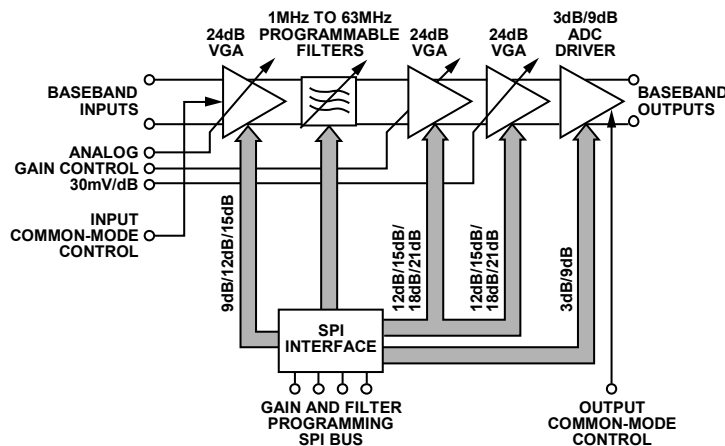 24dB
VGA
1MHz TO 63MHz
PROGRAMMABLE
FILTERS
24dB
VGA
24dB
VGA
3dB/9dB
ADC
DRIVER
BASEBAND
INPUTS
BASEBAND
OUTPUTS
ANALOG
GAIN CONTROL
30mV/dB
INPUT
COMMON-MODE
CONTROL
9dB/12dB/15dB
12dB/15dB/
18dB/21dB
12dB/15dB/
18dB/21dB
3dB/9dB
SPI
INTERFACE
GAIN AND FILTER
PROGRAMMING
SPI BUS
OUTPUT
COMMON-MODE
CONTROL